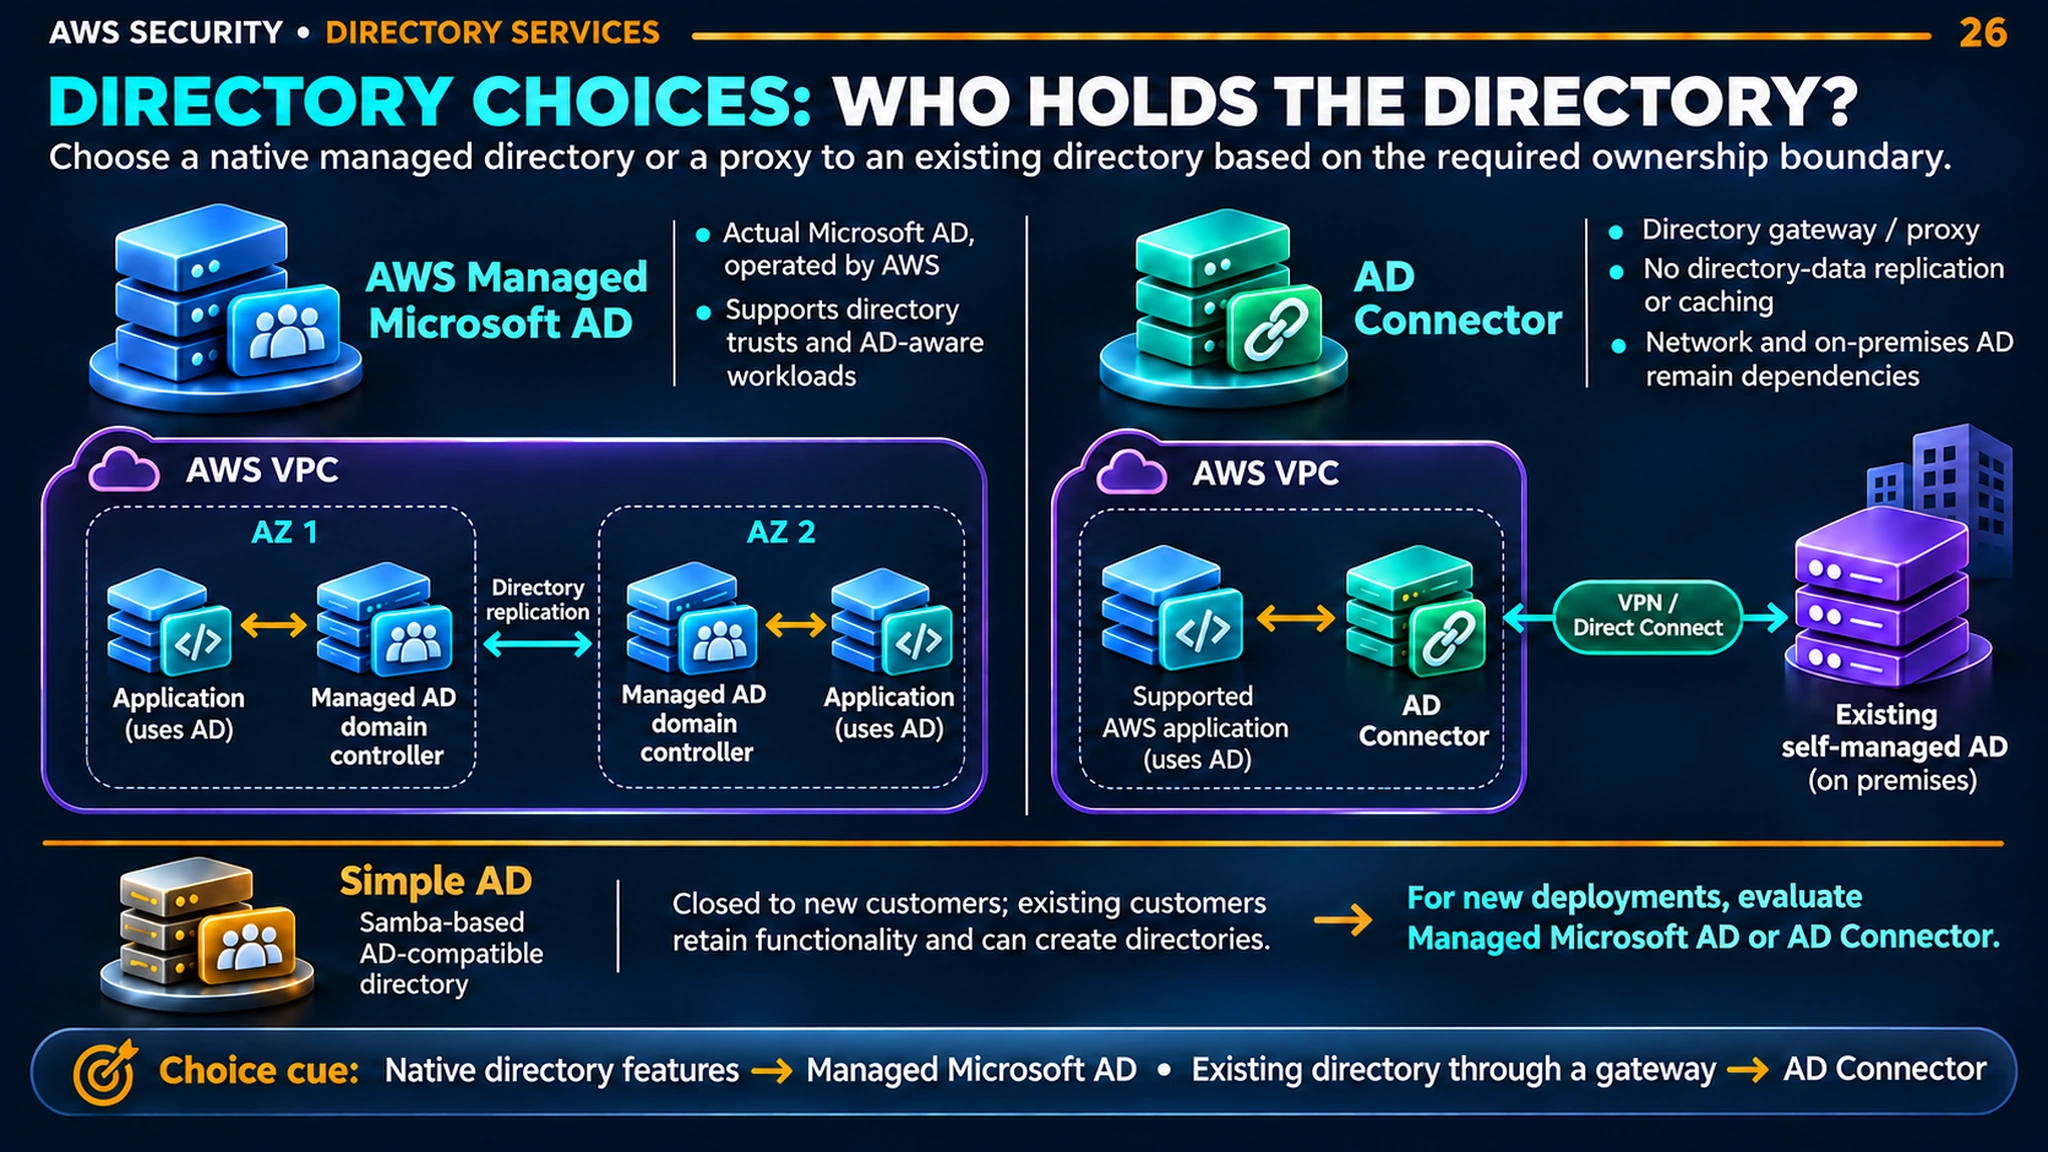 AWS SECURITY • DIRECTORY SERVICES
26
DIRECTORY CHOICES: WHO HOLDS THE DIRECTORY?
Choose a native managed directory or a proxy to an existing directory based on the required ownership boundary.
AWS Managed
Microsoft AD
• Actual Microsoft AD,
operated by AWS
• Supports directory
trusts and AD-aware
workloads
AWS VPC
AZ 1
Application
(uses AD)
Managed AD
domain
controller
Directory
replication
AZ 2
Managed AD
domain
controller
Application
(uses AD)
AD
Connector
• Directory gateway / proxy
• No directory-data replication
or caching
• Network and on-premises AD
remain dependencies
AWS VPC
Supported
AWS application
(uses AD)
AD
Connector
VPN /
Direct Connect
Existing
self-managed AD
(on premises)
Simple AD
Samba-based
AD-compatible
directory
Closed to new customers; existing customers
retain functionality and can create directories.
→
For new deployments, evaluate
Managed Microsoft AD or AD Connector.
Choice cue: Native directory features → Managed Microsoft AD • Existing directory through a gateway → AD Connector